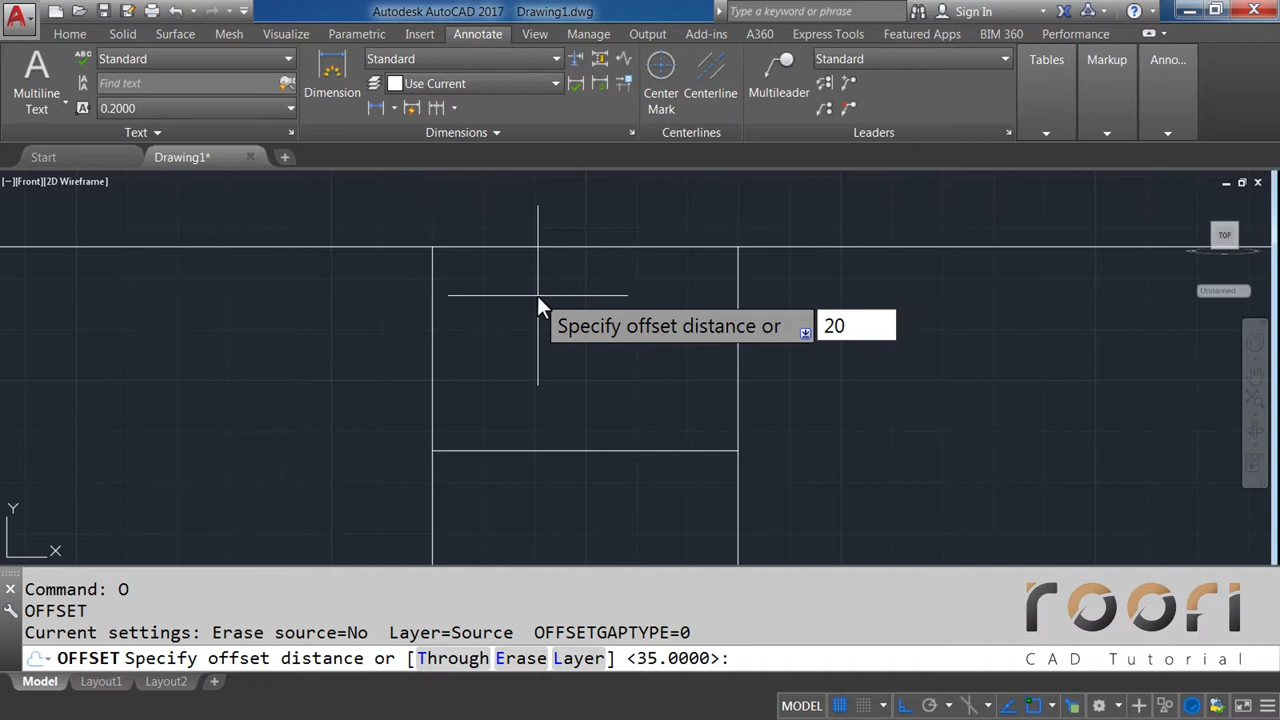 Autodesk AutoCAD 2017 Drawing1.dwg
Type a keyword or phrase
Sign In
Home Solid Surface Mesh Visualize Parametric Insert Annotate View Manage Output Add-ins A360 Express Tools Featured Apps BIM 360 Performance
Multiline
Text
ABC
Standard
Find text
0.2000
Text
Dimension
Standard
Use Current
Dimensions
Center
Mark
Centerline
Centerlines
Multileader
Standard
Leaders
Tables
Markup
Anno...
Start
Drawing1*
[−][Front][2D Wireframe]
TOP
Unnamed
Specify offset distance or 20
Y
X
Command: O
OFFSET
Current settings: Erase source=No Layer=Source OFFSETGAPTYPE=0
OFFSET Specify offset distance or [Through Erase Layer] <35.0000>:
roofi
CAD Tutorial
Model Layout1 Layout2
MODEL